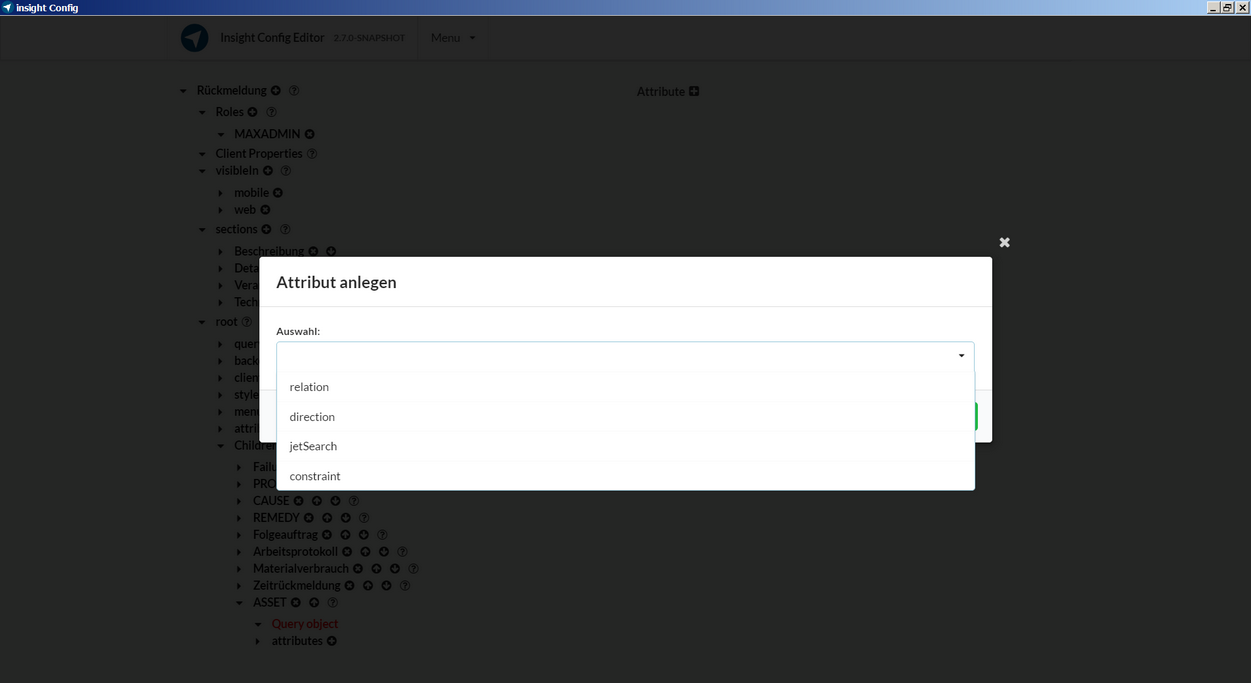 insight Config
Insight Config Editor 2.7.0-SNAPSHOT Menu
Rückmeldung
Attribute
Roles
MAXADMIN
Client Properties
visibleIn
mobile
web
sections
Beschreibung
Deta
Vera
Tech
root
quer
back
clien
style
menu
attri
Childre
Failu
PRO
CAUSE
REMEDY
Folgeauftrag
Arbeitsprotokoll
Materialverbrauch
Zeitrückmeldung
ASSET
Query object
attributes
Attribut anlegen
Auswahl:
relation
direction
jetSearch
constraint